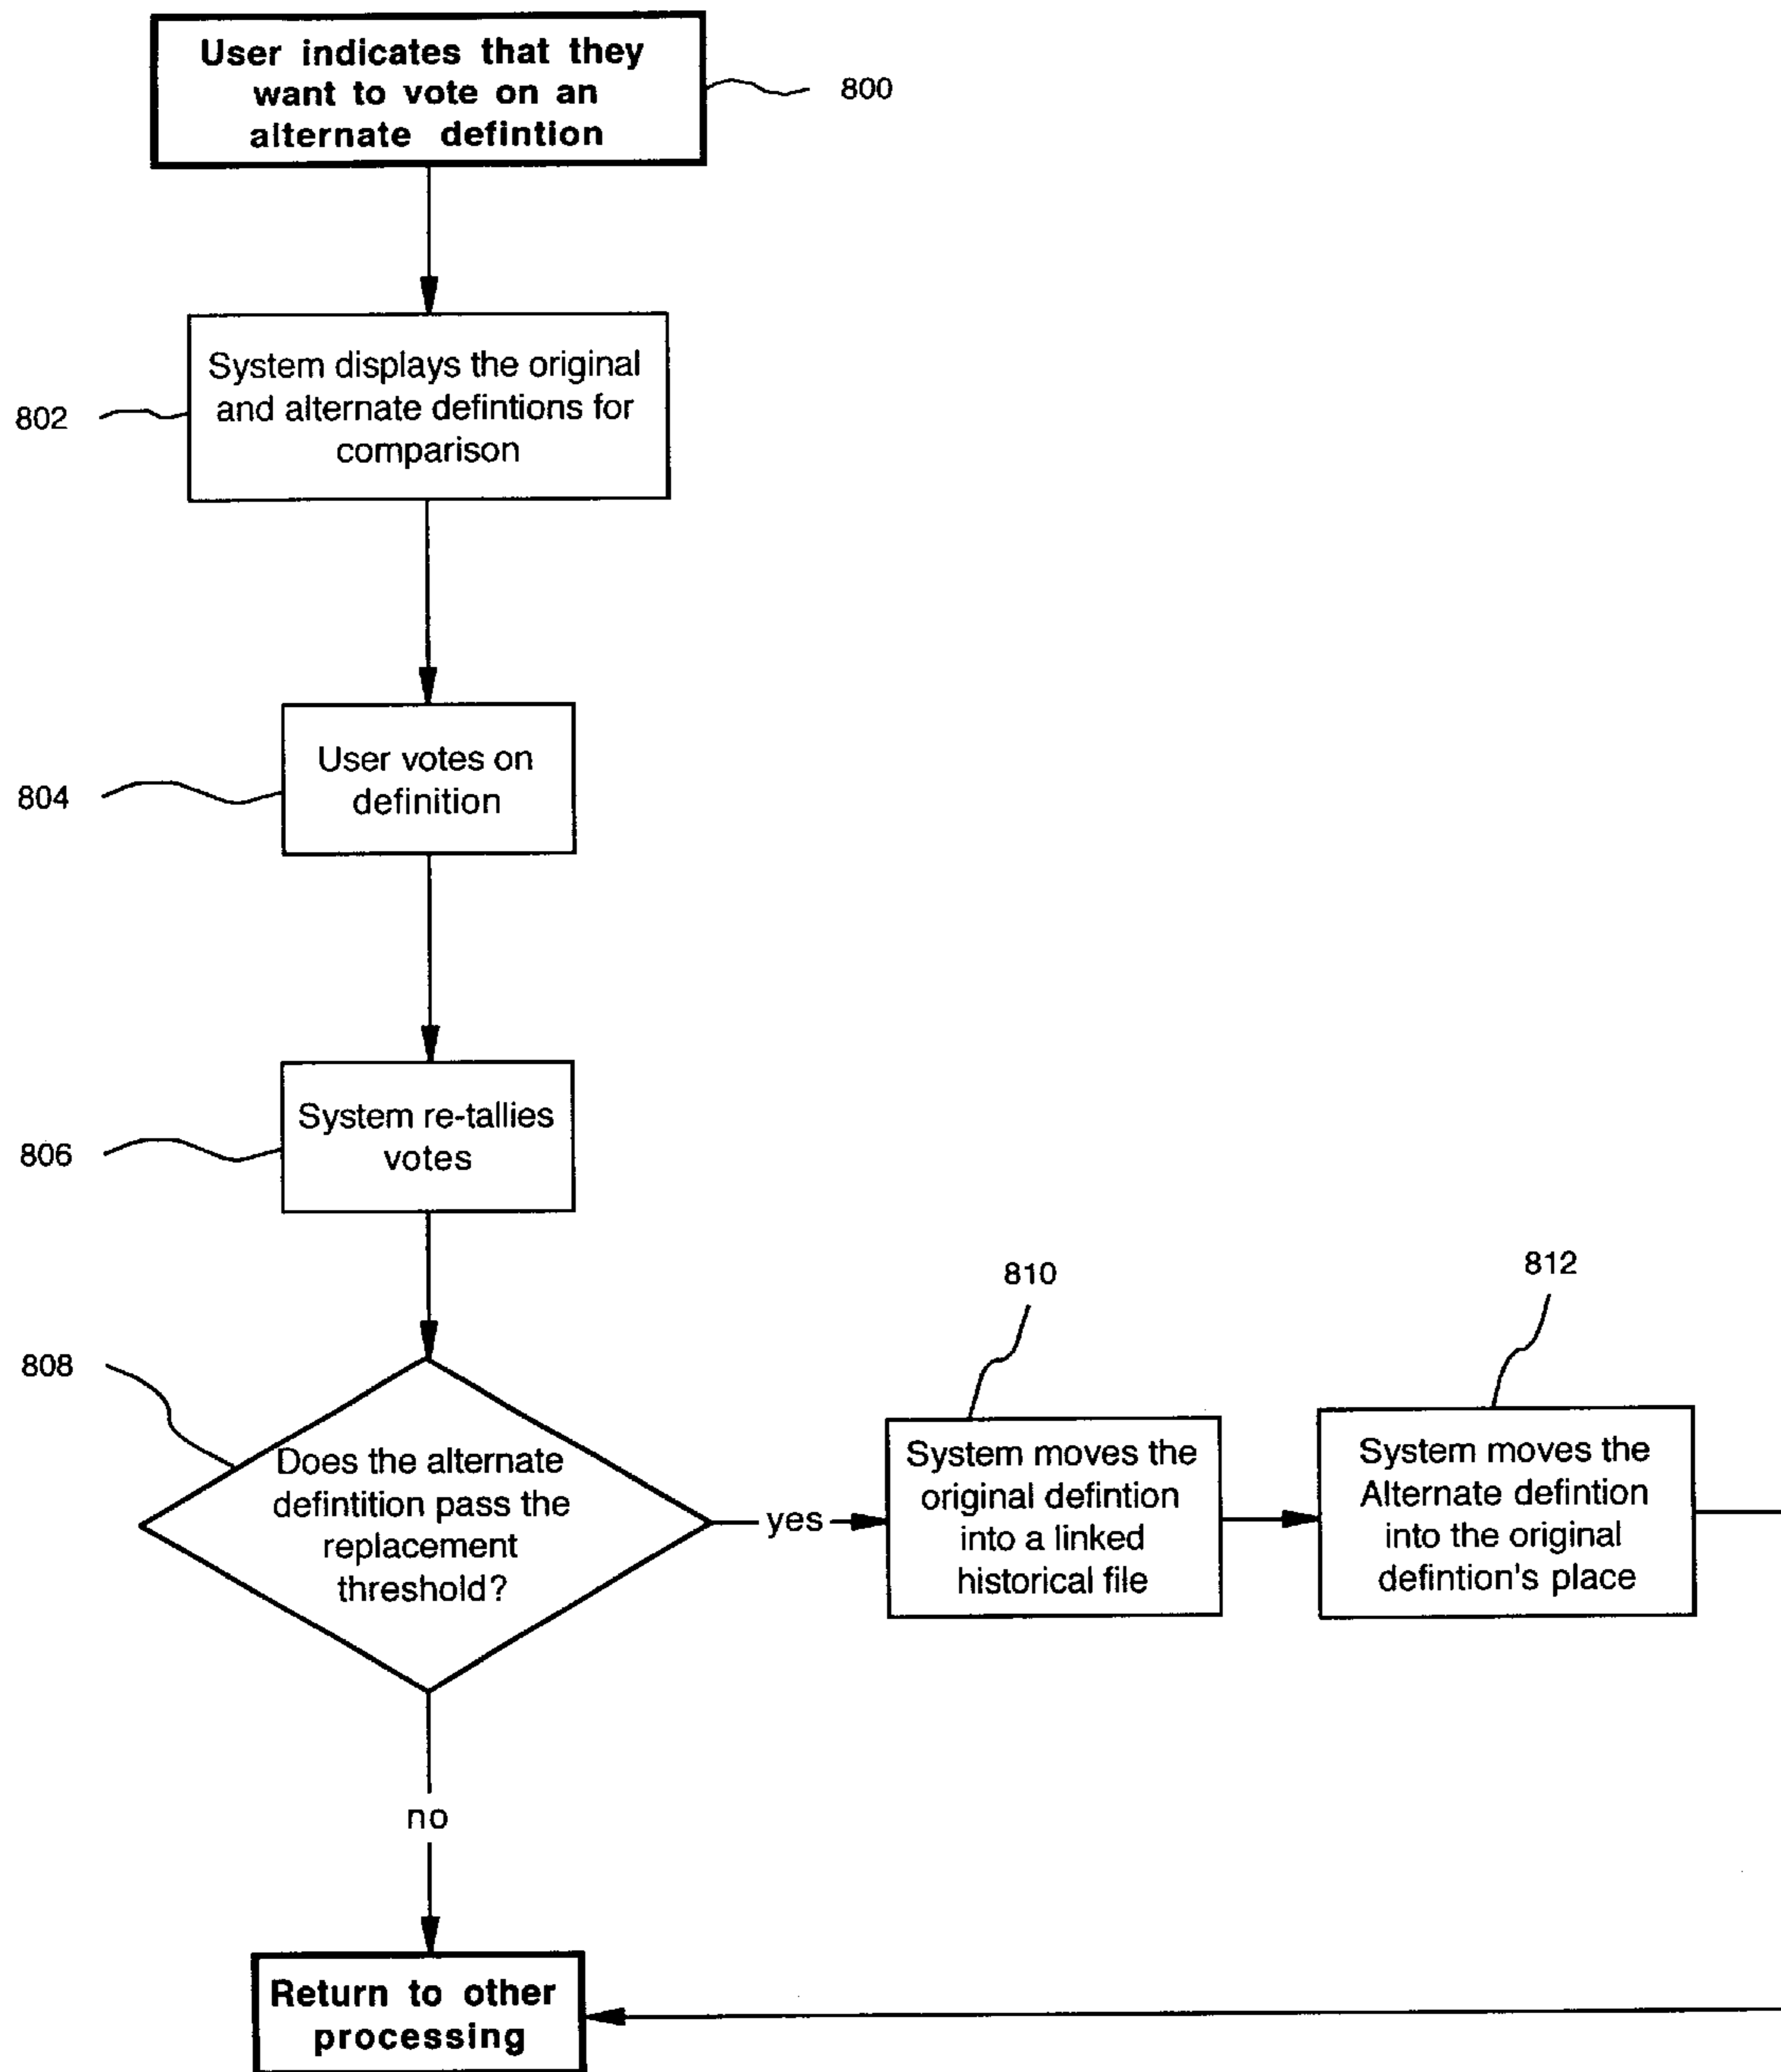 User indicates that they
want to vote on an
alternate defintion
800
System displays the original
and alternate defintions for
comparison
802
User votes on
definition
804
System re-tallies
votes
806
808
Does the alternate
defintition pass the
replacement
threshold?
yes
810
System moves the
original defintion
into a linked
historical file
812
System moves the
Alternate defintion
into the original
defintion's place
no
Return to other
processing